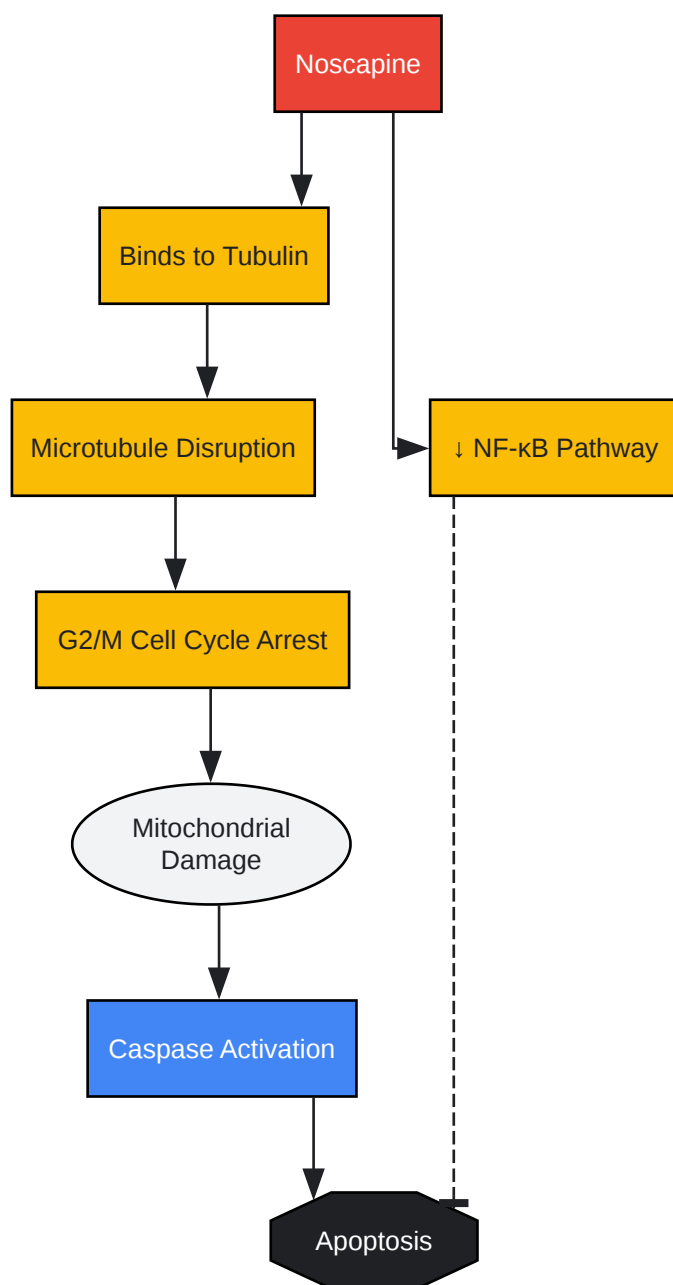 Noscapine
Binds to Tubulin
Microtubule Disruption
↓ NF-κB Pathway
G2/M Cell Cycle Arrest
Mitochondrial
Damage
Caspase Activation
Apoptosis